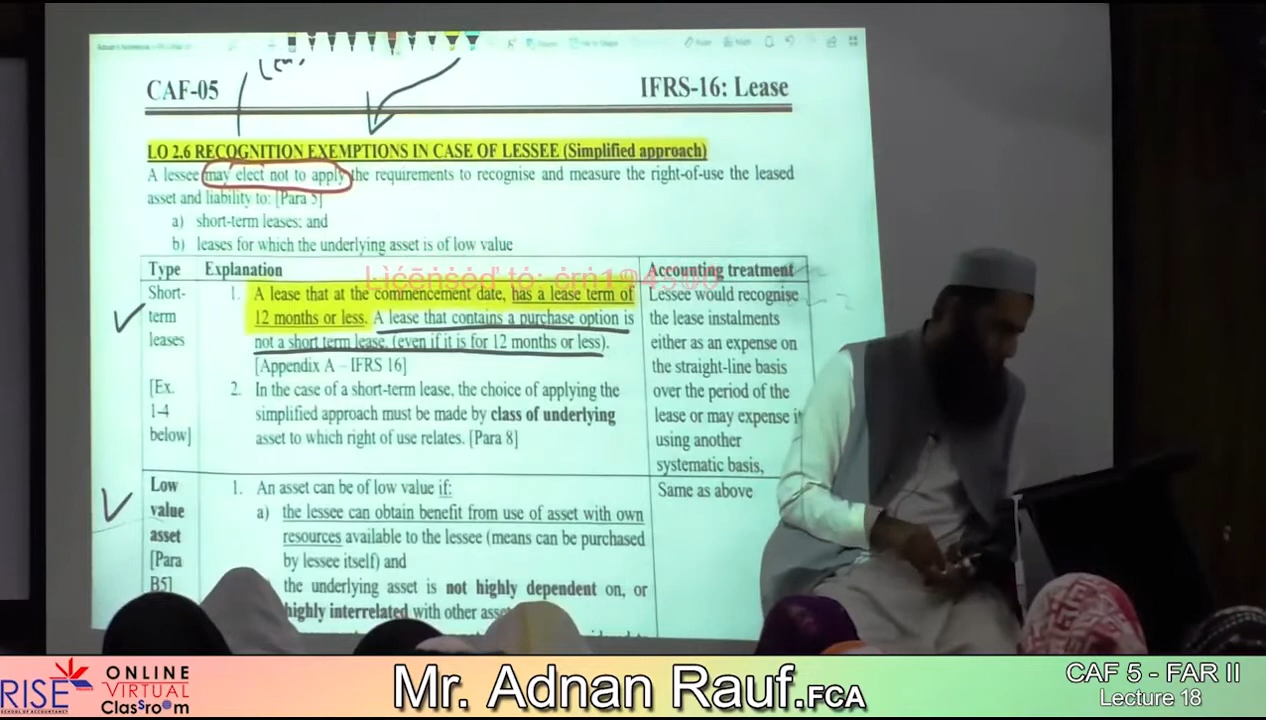 CAF-05
IFRS-16: Lease
LO 2.6 RECOGNITION EXEMPTIONS IN CASE OF LESSEE (Simplified approach)
A lessee may elect not to apply the requirements to recognise and measure the right-of-use the leased
asset and liability to: [Para 5]
a) short-term leases; and
b) leases for which the underlying asset is of low value
Type Explanation Accounting treatment
Short-
term
leases
[Ex.
1-4
below]
1. A lease that at the commencement date, has a lease term of
12 months or less. A lease that contains a purchase option is
not a short term lease. (even if it is for 12 months or less).
[Appendix A – IFRS 16]
2. In the case of a short-term lease, the choice of applying the
simplified approach must be made by class of underlying
asset to which right of use relates. [Para 8]
Lessee would recognise
the lease instalments
either as an expense on
the straight-line basis
over the period of the
lease or may expense it
using another
systematic basis,
Licensed to: crn194500
Low
value
asset
[Para
B5]
1. An asset can be of low value if:
a) the lessee can obtain benefit from use of asset with own
resources available to the lessee (means can be purchased
by lessee itself) and
the underlying asset is not highly dependent on, or
highly interrelated with other
Same as above
RISE
ONLINE
VIRTUAL
Classroom
Mr. Adnan Rauf.FCA
CAF 5 - FAR II
Lecture 18